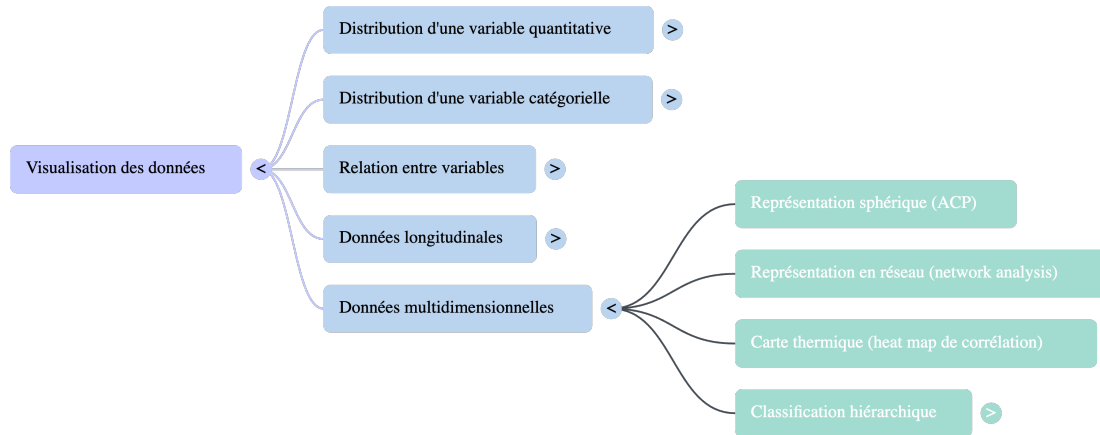 Distribution d'une variable quantitative >
Distribution d'une variable catégorielle >
Visualisation des données <
Relation entre variables >
Données longitudinales >
Données multidimensionnelles <
Représentation sphérique (ACP)
Représentation en réseau (network analysis)
Carte thermique (heat map de corrélation)
Classification hiérarchique >